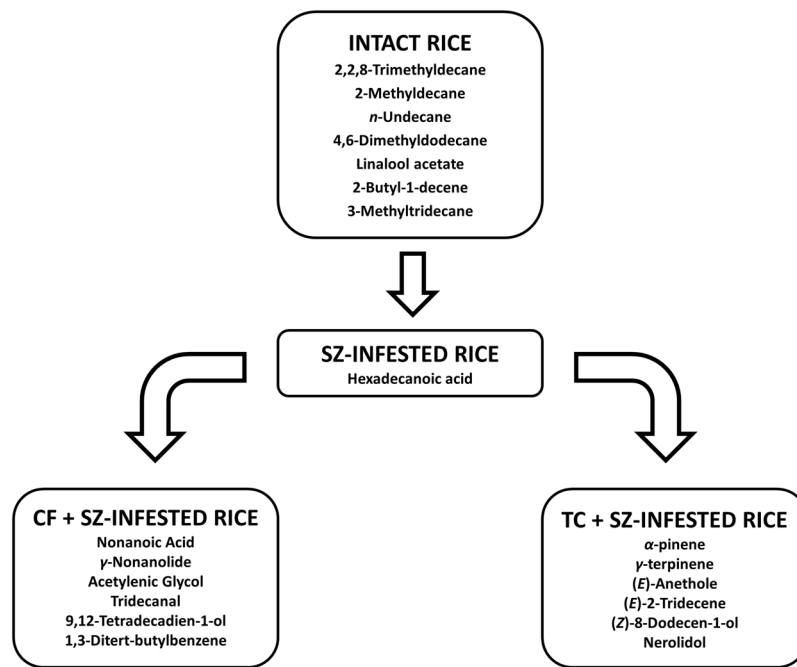 INTACT RICE
2,2,8-Trimethyldecane
2-Methyldecane
n-Undecane
4,6-Dimethyldodecane
Linalool acetate
2-Butyl-1-decene
3-Methyltridecane
SZ-INFESTED RICE
Hexadecanoic acid
CF + SZ-INFESTED RICE
Nonanoic Acid
γ-Nonanolide
Acetylenic Glycol
Tridecanal
9,12-Tetradecadien-1-ol
1,3-Ditert-butylbenzene
TC + SZ-INFESTED RICE
α-pinene
γ-terpinene
(E)-Anethole
(E)-2-Tridecene
(Z)-8-Dodecen-1-ol
Nerolidol